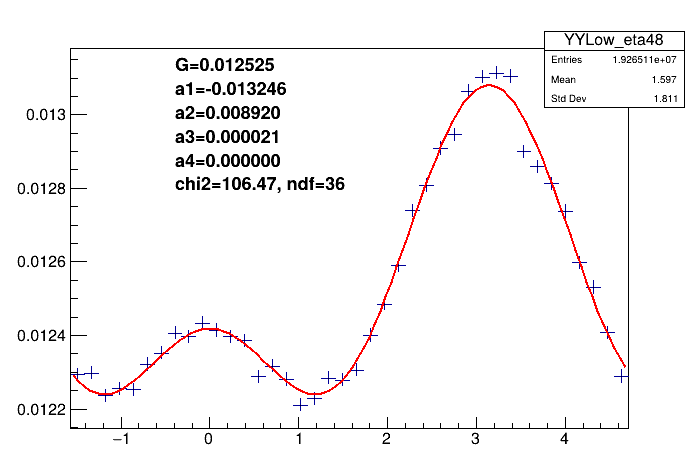 YYLow_eta48
Entries 1.926511e+07
Mean 1.597
Std Dev 1.811
G=0.012525
a1=-0.013246
a2=0.008920
a3=0.000021
a4=0.000000
chi2=106.47, ndf=36
0.013
0.0128
0.0126
0.0124
0.0122
−1 0 1 2 3 4